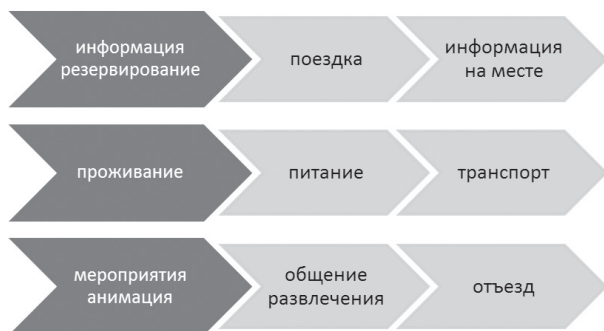 информация
резервирование
поездка
информация
на месте
проживание
питание
транспорт
мероприятия
анимация
общение
развлечения
отъезд